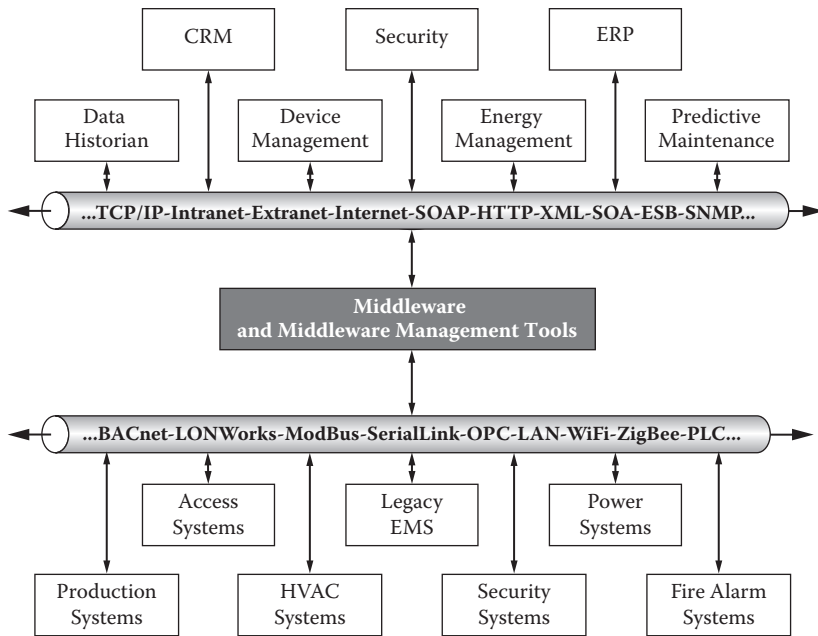 CRM
Security
ERP
Data
Historian
Device
Management
Energy
Management
Predictive
Maintenance
...TCP/IP-Intranet-Extranet-Internet-SOAP-HTTP-XML-SOA-ESB-SNMP...
Middleware
and Middleware Management Tools
...BACnet-LONWorks-ModBus-SerialLink-OPC-LAN-WiFi-ZigBee-PLC...
Access
Systems
Legacy
EMS
Power
Systems
Production
Systems
HVAC
Systems
Security
Systems
Fire Alarm
Systems